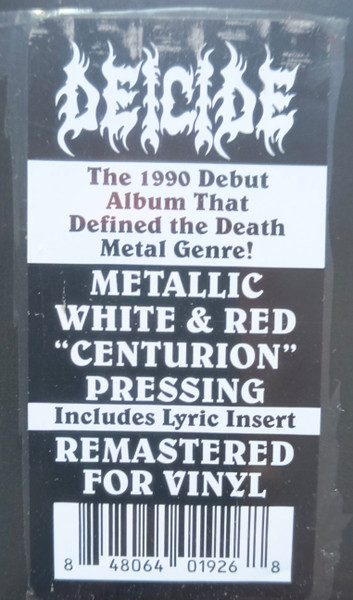 DEICIDE
The 1990 Debut
Album That
Defined the Death
Metal Genre!
METALLIC
WHITE & RED
“CENTURION”
PRESSING
Includes Lyric Insert
REMASTERED
FOR VINYL
8 48064 01926 8